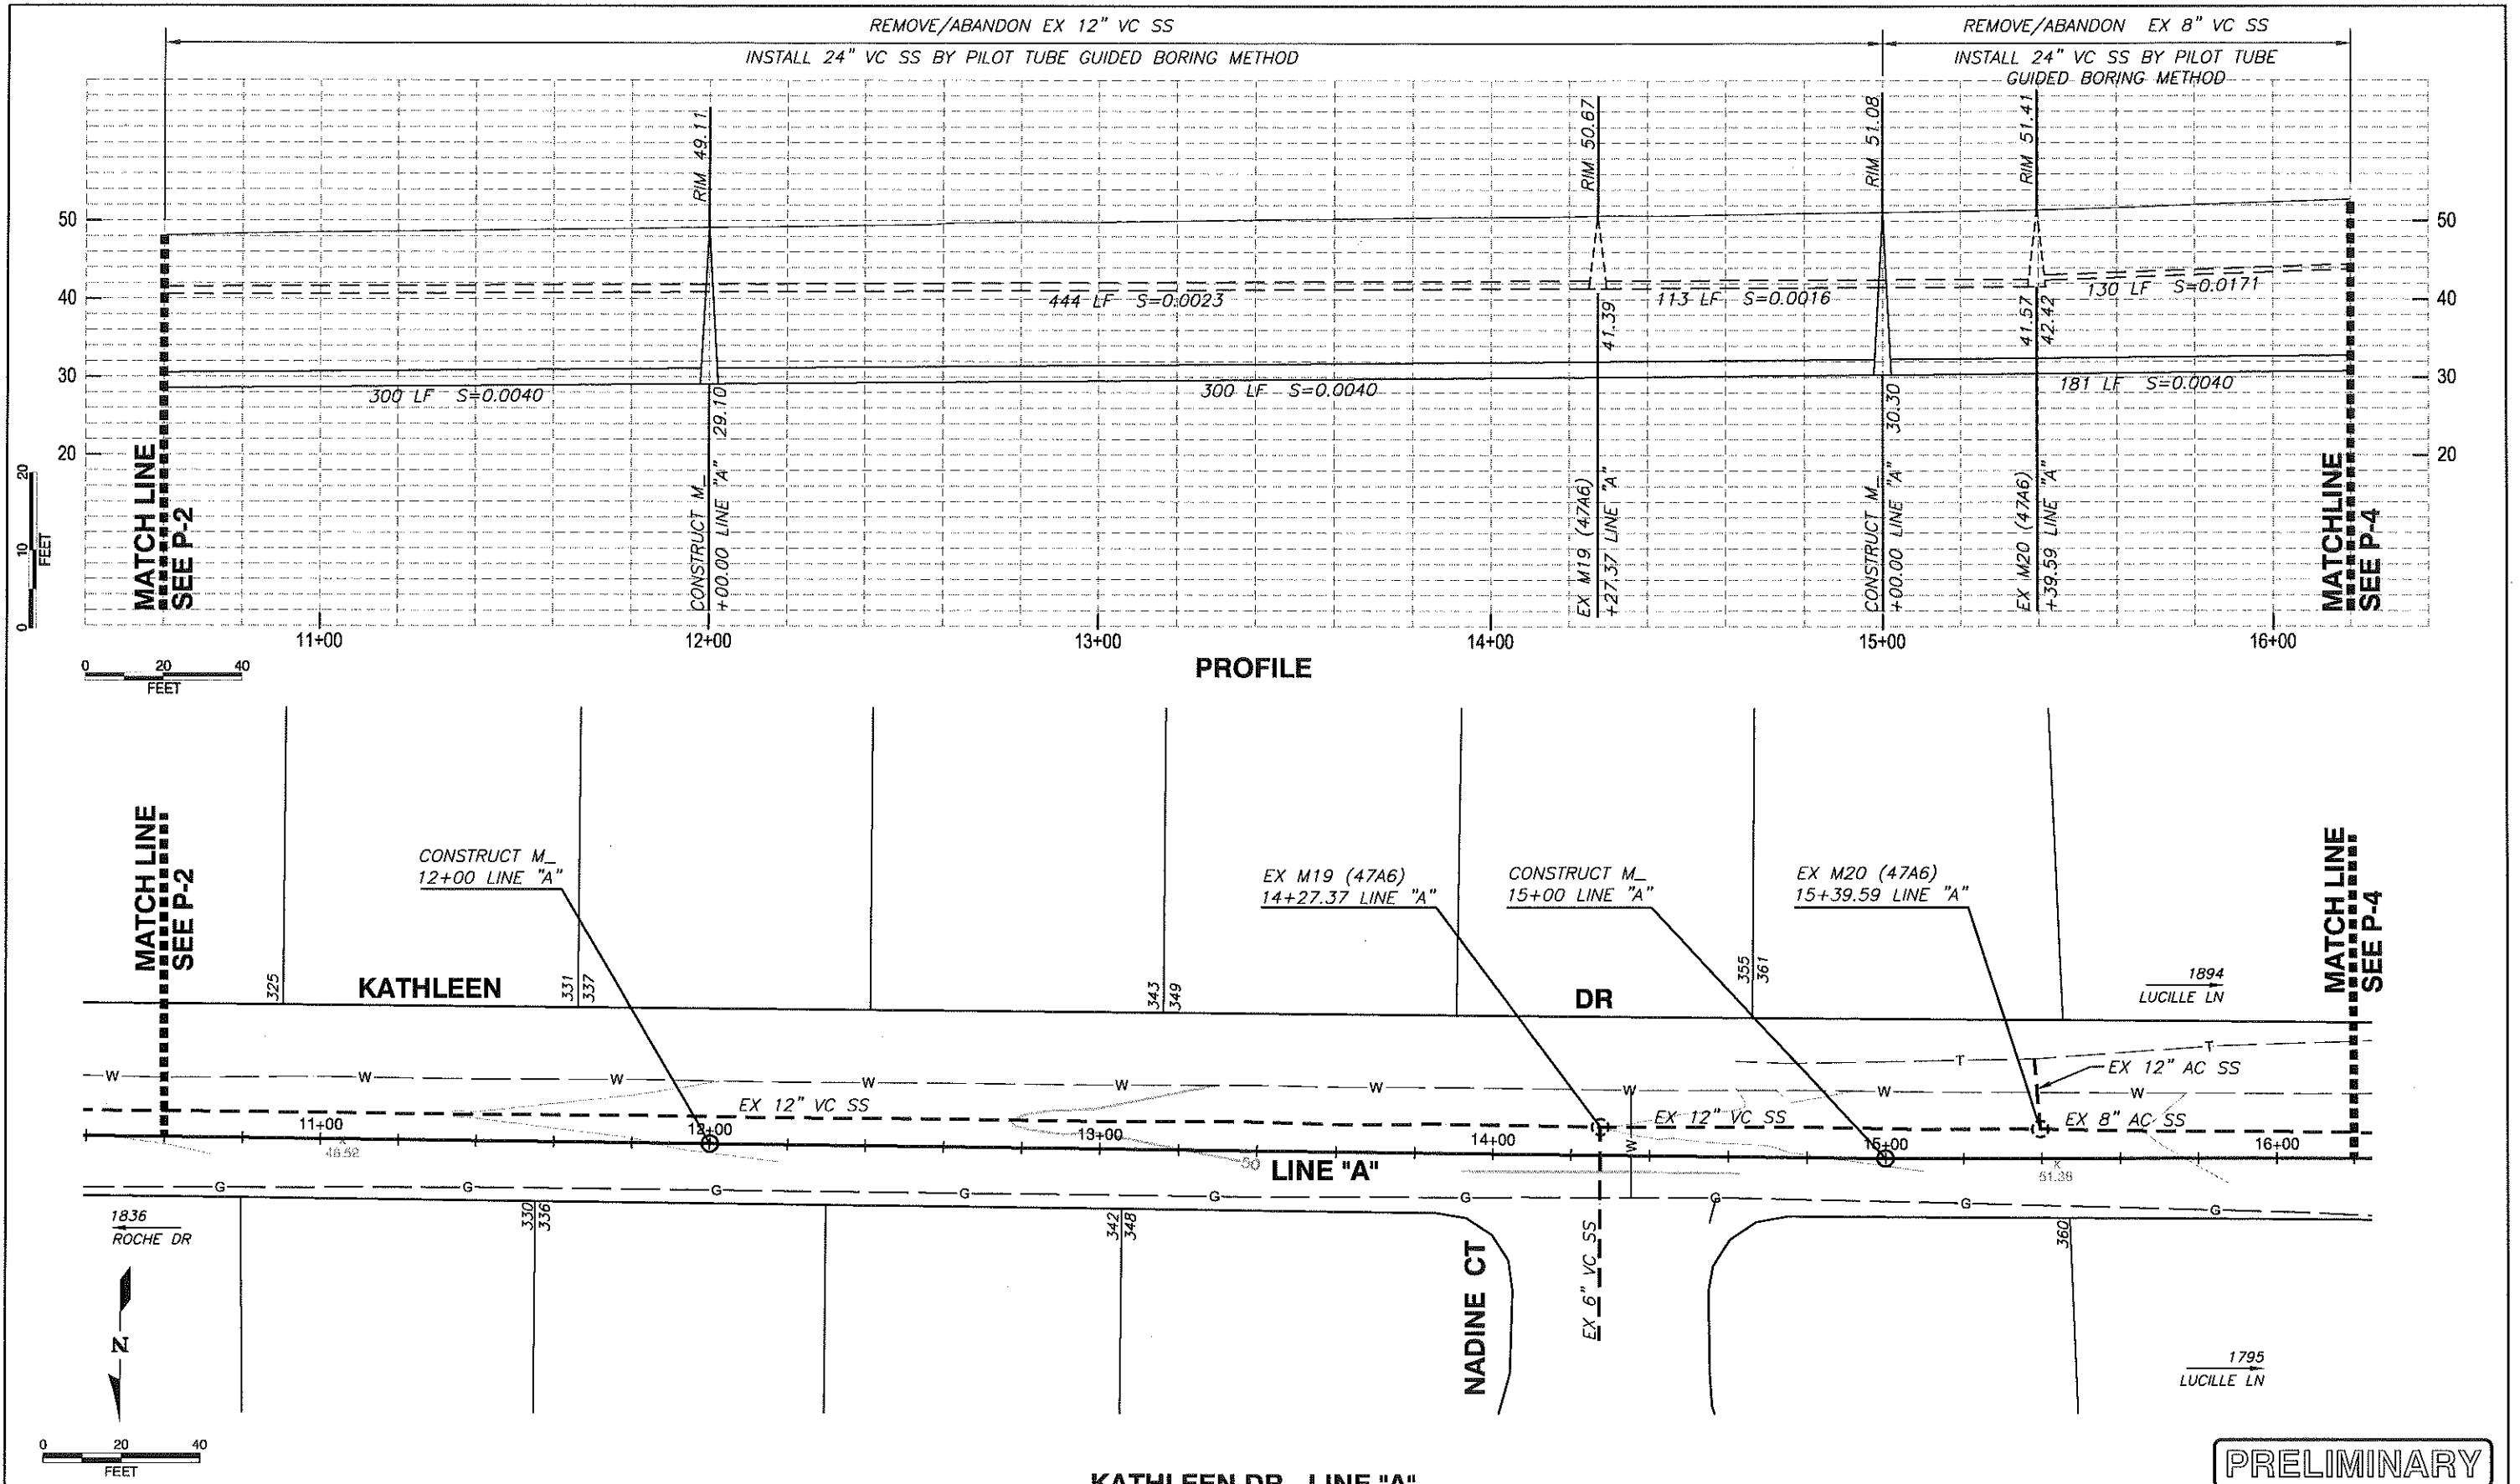 REMOVE/ABANDON EX 12" VC SS
REMOVE/ABANDON EX 8" VC SS
INSTALL 24" VC SS BY PILOT TUBE GUIDED BORING METHOD
INSTALL 24" VC SS BY PILOT TUBE
GUIDED BORING METHOD
RIM 49.11
RIM 50.67
RIM 51.08
RIM 51.41
50
50
40
40
30
30
20
20
444 LF S=0.0023
113 LF S=0.0016
130 LF S=0.0171
41.39
41.57
42.42
300 LF S=0.0040
300 LF S=0.0040
181 LF S=0.0040
29.10
30.30
MATCH LINE
SEE P-2
CONSTRUCT M_
+00.00 LINE "A"
EX M19 (47A6)
+27.37 LINE "A"
CONSTRUCT M_
+00.00 LINE "A"
EX M20 (47A6)
+39.59 LINE "A"
MATCHLINE
SEE P-4
0 10 20
FEET
11+00
12+00
13+00
14+00
15+00
16+00
0 20 40
FEET
PROFILE
MATCH LINE
SEE P-2
CONSTRUCT M_
12+00 LINE "A"
EX M19 (47A6)
14+27.37 LINE "A"
CONSTRUCT M_
15+00 LINE "A"
EX M20 (47A6)
15+39.59 LINE "A"
MATCH LINE
SEE P-4
325
KATHLEEN
331
337
343
349
DR
355
361
1894
LUCILLE LN
T
T
W
W
W
W
W
W
W
W
W
EX 12" AC SS
EX 12" VC SS
EX 12" VC SS
EX 8" AC SS
11+00
12+00
13+00
14+00
15+00
16+00
W
50
LINE "A"
51.38
G
G
G
G
G
G
G
G
G
1836
ROCHE DR
330
336
342
348
NADINE CT
EX 6" VC SS
360
N
1795
LUCILLE LN
0 20 40
FEET
PRELIMINARY
KATHLEEN DR - LINE "A"